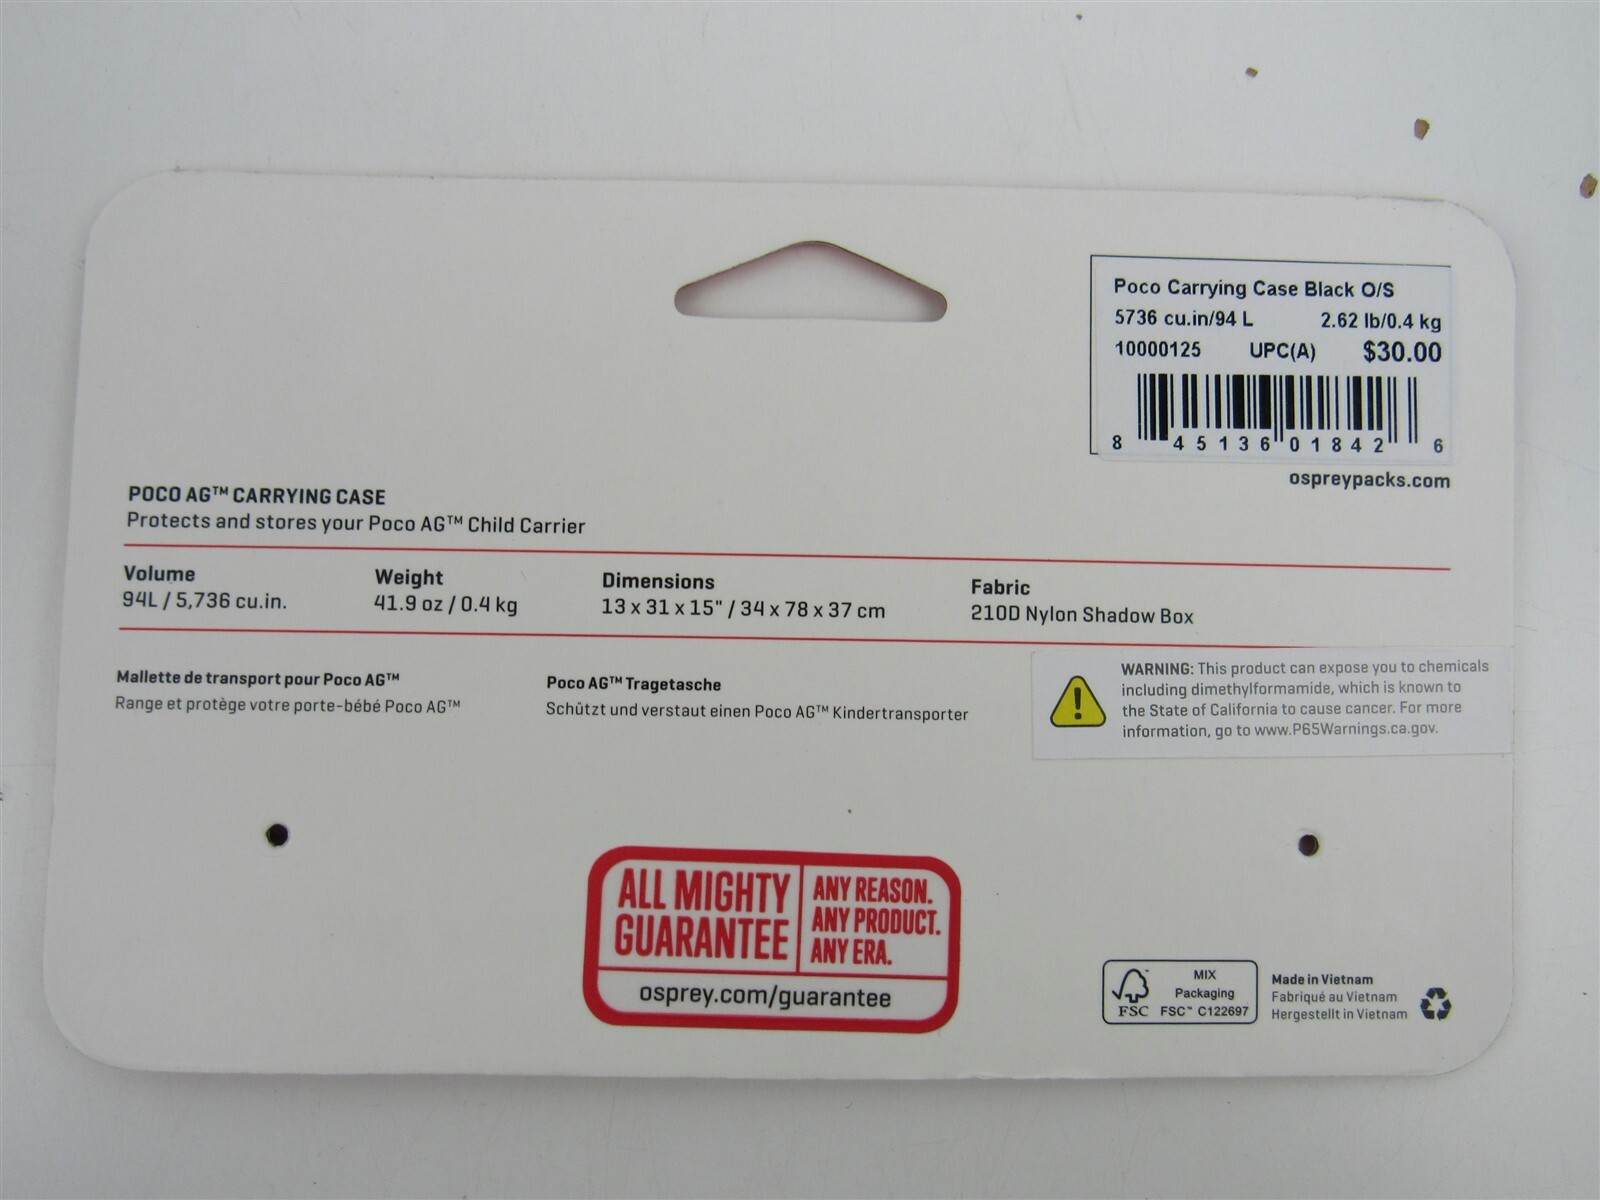 Poco Carrying Case Black O/S
5736 cu.in/94 L 2.62 lb/0.4 kg
10000125 UPC(A) $30.00
8 45136 01842 6
ospreypacks.com
POCO AG™ CARRYING CASE
Protects and stores your Poco AG™ Child Carrier
Volume
94L / 5,736 cu.in.
Weight
41.9 oz / 0.4 kg
Dimensions
13 x 31 x 15" / 34 x 78 x 37 cm
Fabric
210D Nylon Shadow Box
Mallette de transport pour Poco AG™
Range et protège votre porte-bébé Poco AG™
Poco AG™ Tragetasche
Schützt und verstaut einen Poco AG™ Kindertransporter
WARNING: This product can expose you to chemicals
including dimethylformamide, which is known to
the State of California to cause cancer. For more
information, go to www.P65Warnings.ca.gov.
ALL MIGHTY
GUARANTEE
ANY REASON.
ANY PRODUCT.
ANY ERA.
osprey.com/guarantee
FSC
MIX
Packaging
FSC™ C122697
Made in Vietnam
Fabriqué au Vietnam
Hergestellt in Vietnam